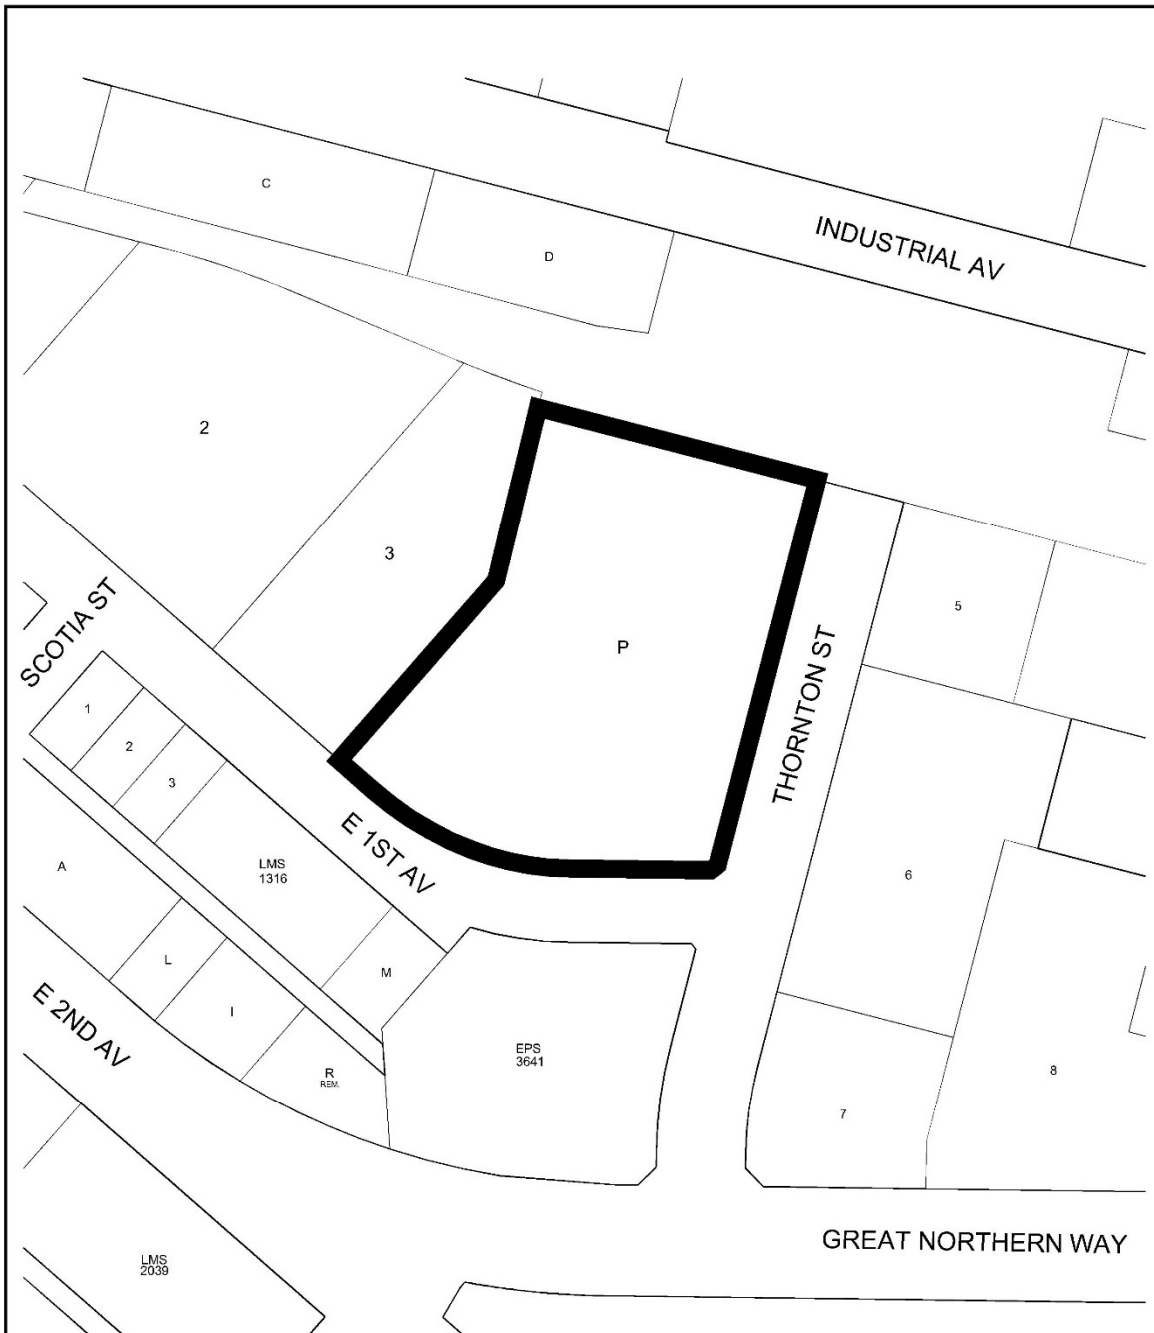 C
INDUSTRIAL AV
D
2
3
5
SCOTIA ST
P
THORNTON ST
1
2
3
E 1ST AV
A
LMS
1316
6
L
M
E 2ND AV
I
EPS
3641
R
REM.
8
7
GREAT NORTHERN WAY
LMS
2039